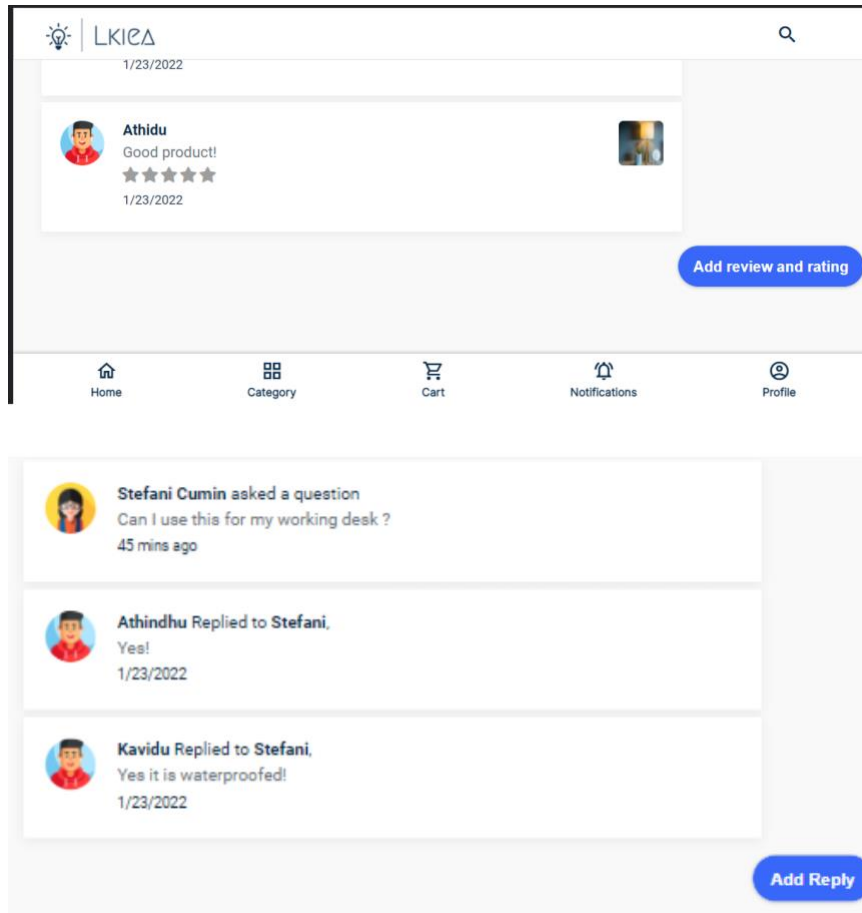 LKIEA
1/23/2022
Athidu
Good product!
1/23/2022
Add review and rating
Home
Category
Cart
Notifications
Profile
Stefani Cumin asked a question
Can I use this for my working desk ?
45 mins ago
Athindhu Replied to Stefani,
Yes!
1/23/2022
Kavidu Replied to Stefani,
Yes it is waterproofed!
1/23/2022
Add Reply